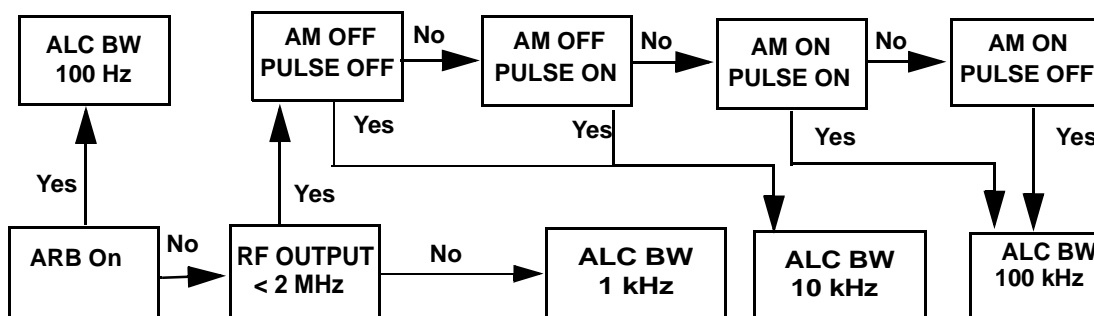 ALC BW
100 Hz
AM OFF
PULSE OFF
No
AM OFF
PULSE ON
No
AM ON
PULSE ON
No
AM ON
PULSE OFF
Yes
Yes
Yes
Yes
Yes
Yes
ARB On
No
RF OUTPUT
< 2 MHz
No
ALC BW
1 kHz
ALC BW
10 kHz
ALC BW
100 kHz